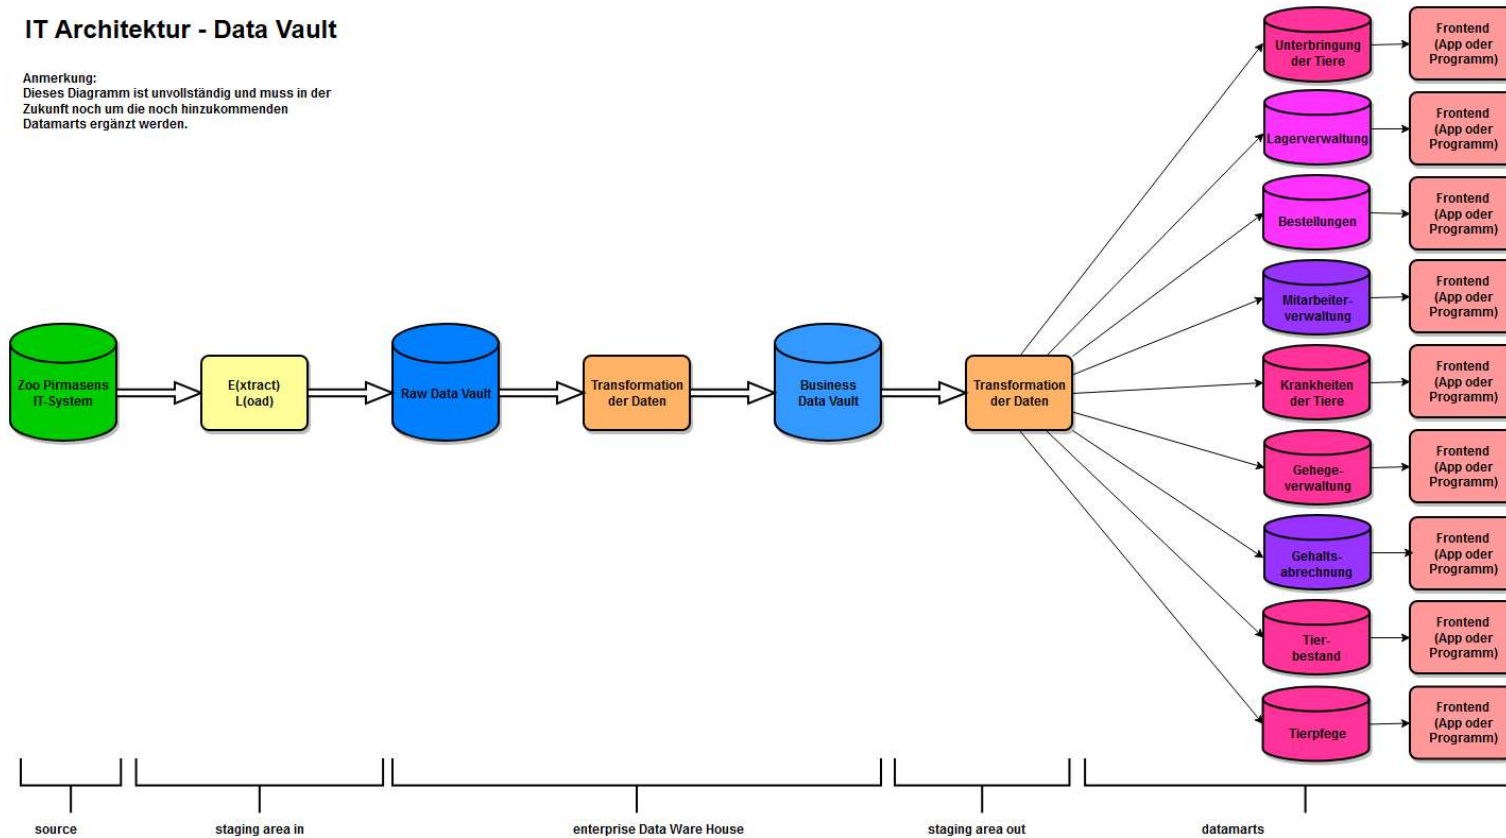 IT Architektur - Data Vault
Anmerkung:
Dieses Diagramm ist unvollständig und muss in der
Zukunft noch um die noch hinzukommenden
Datamarts ergänzt werden.
Zoo Pirmasens
IT-System
E(xtract)
L(oad)
Raw Data Vault
Transformation
der Daten
Business
Data Vault
Transformation
der Daten
Unterbringung
der Tiere
Frontend
(App oder
Programm)
Lagerverwaltung
Frontend
(App oder
Programm)
Bestellungen
Frontend
(App oder
Programm)
Mitarbeiter-
verwaltung
Frontend
(App oder
Programm)
Krankheiten
der Tiere
Frontend
(App oder
Programm)
Gehege-
verwaltung
Frontend
(App oder
Programm)
Gehalts-
abrechnung
Frontend
(App oder
Programm)
Tier-
bestand
Frontend
(App oder
Programm)
Tierpfege
Frontend
(App oder
Programm)
source
staging area in
enterprise Data Ware House
staging area out
datamarts